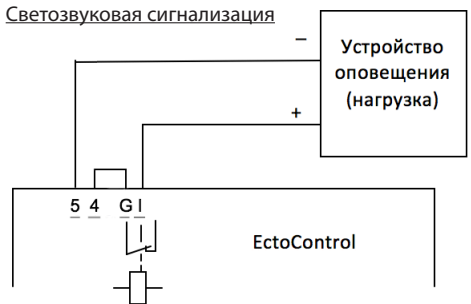 Светозвуковая сигнализация
Устройство
оповещения
(нагрузка)
–
+
5 4 G I
EctoControl